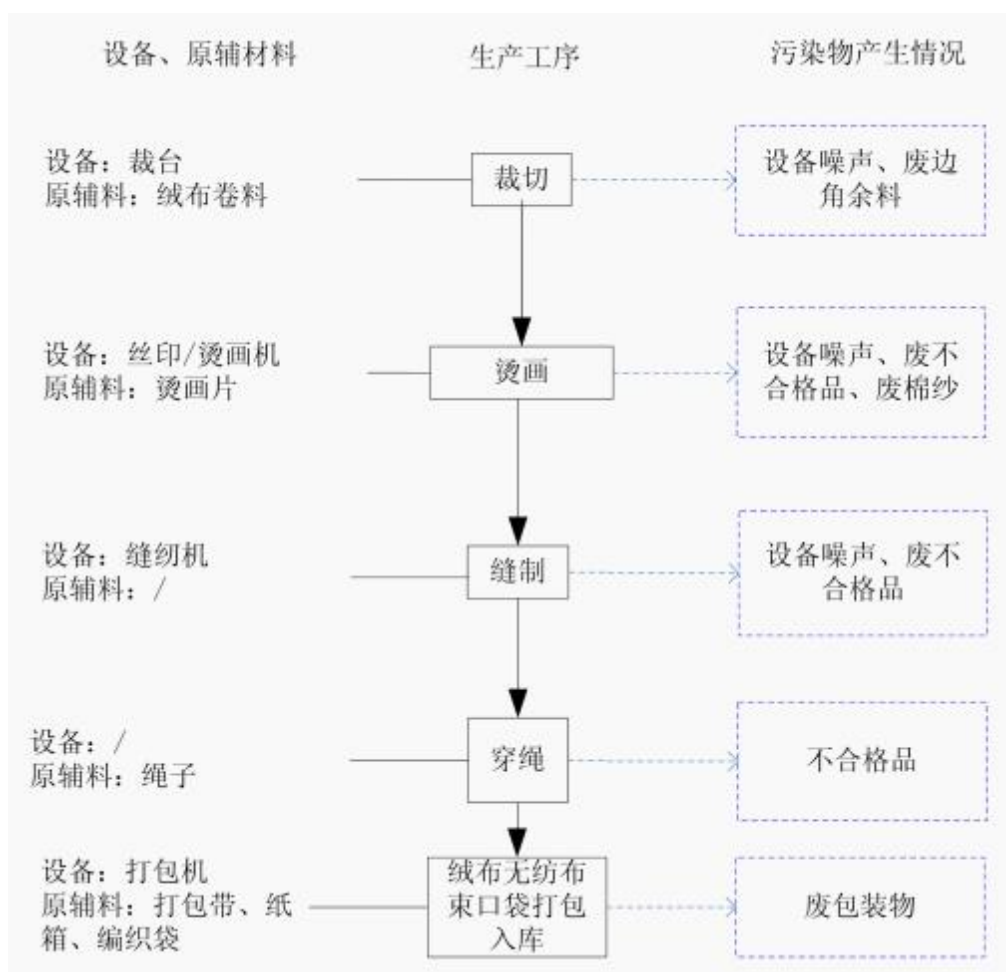 设备、原辅材料
生产工序
污染物产生情况
设备：裁台
原辅料：绒布卷料
裁切
设备噪声、废边
角余料
设备：丝印/烫画机
原辅料：烫画片
烫画
设备噪声、废不
合格品、废棉纱
设备：缝纫机
原辅料：/
缝制
设备噪声、废不
合格品
设备：/
原辅料：绳子
穿绳
不合格品
设备：打包机
原辅料：打包带、纸
箱、编织袋
绒布无纺布
束口袋打包
入库
废包装物